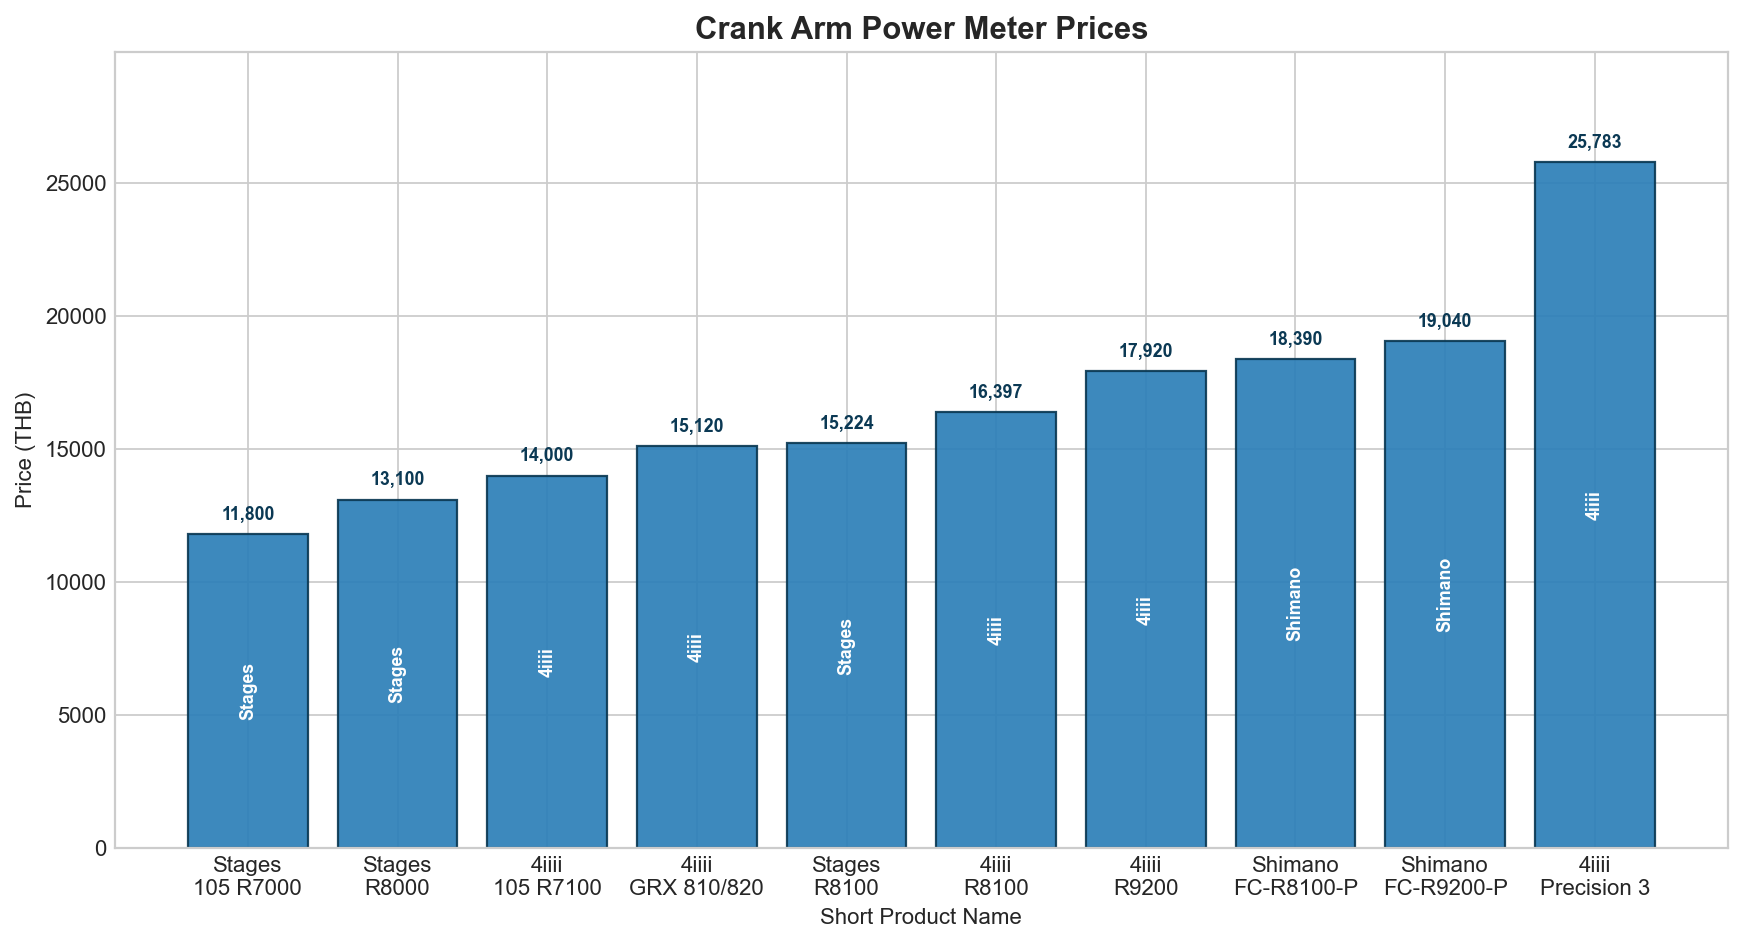 Crank Arm Power Meter Prices
Price (THB)
25000
20000
15000
10000
5000
0
11,800
13,100
14,000
15,120
15,224
16,397
17,920
18,390
19,040
25,783
Stages
Stages
4iiii
4iiii
Stages
4iiii
4iiii
Shimano
Shimano
4iiii
Stages
105 R7000
Stages
R8000
4iiii
105 R7100
4iiii
GRX 810/820
Stages
R8100
4iiii
R8100
4iiii
R9200
Shimano
FC-R8100-P
Shimano
FC-R9200-P
4iiii
Precision 3
Short Product Name